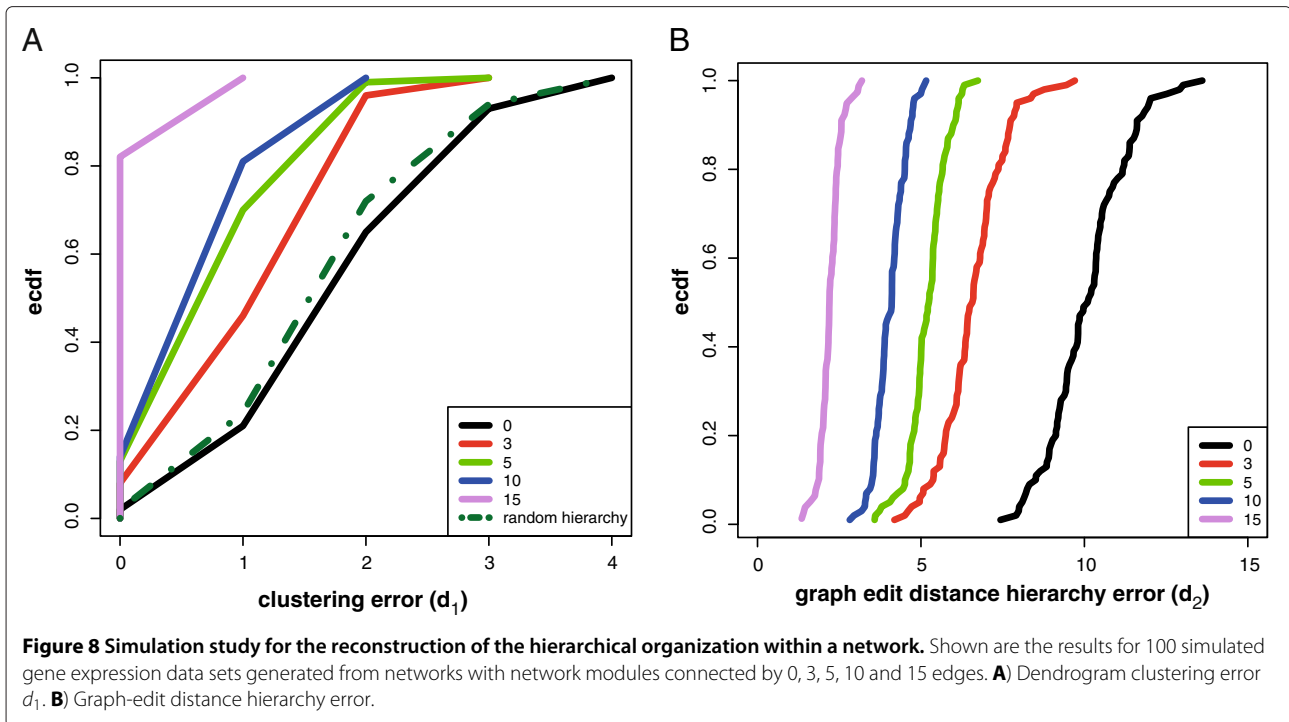 A
ecdf
1.0
0.8
0.6
0.4
0.2
0.0
0
3
5
10
15
random hierarchy
0 1 2 3 4
clustering error (d1)
B
ecdf
1.0
0.8
0.6
0.4
0.2
0.0
0
3
5
10
15
0 5 10 15
graph edit distance hierarchy error (d2)
Figure 8 Simulation study for the reconstruction of the hierarchical organization within a network. Shown are the results for 100 simulated
gene expression data sets generated from networks with network modules connected by 0, 3, 5, 10 and 15 edges. A) Dendrogram clustering error
d1. B) Graph-edit distance hierarchy error.